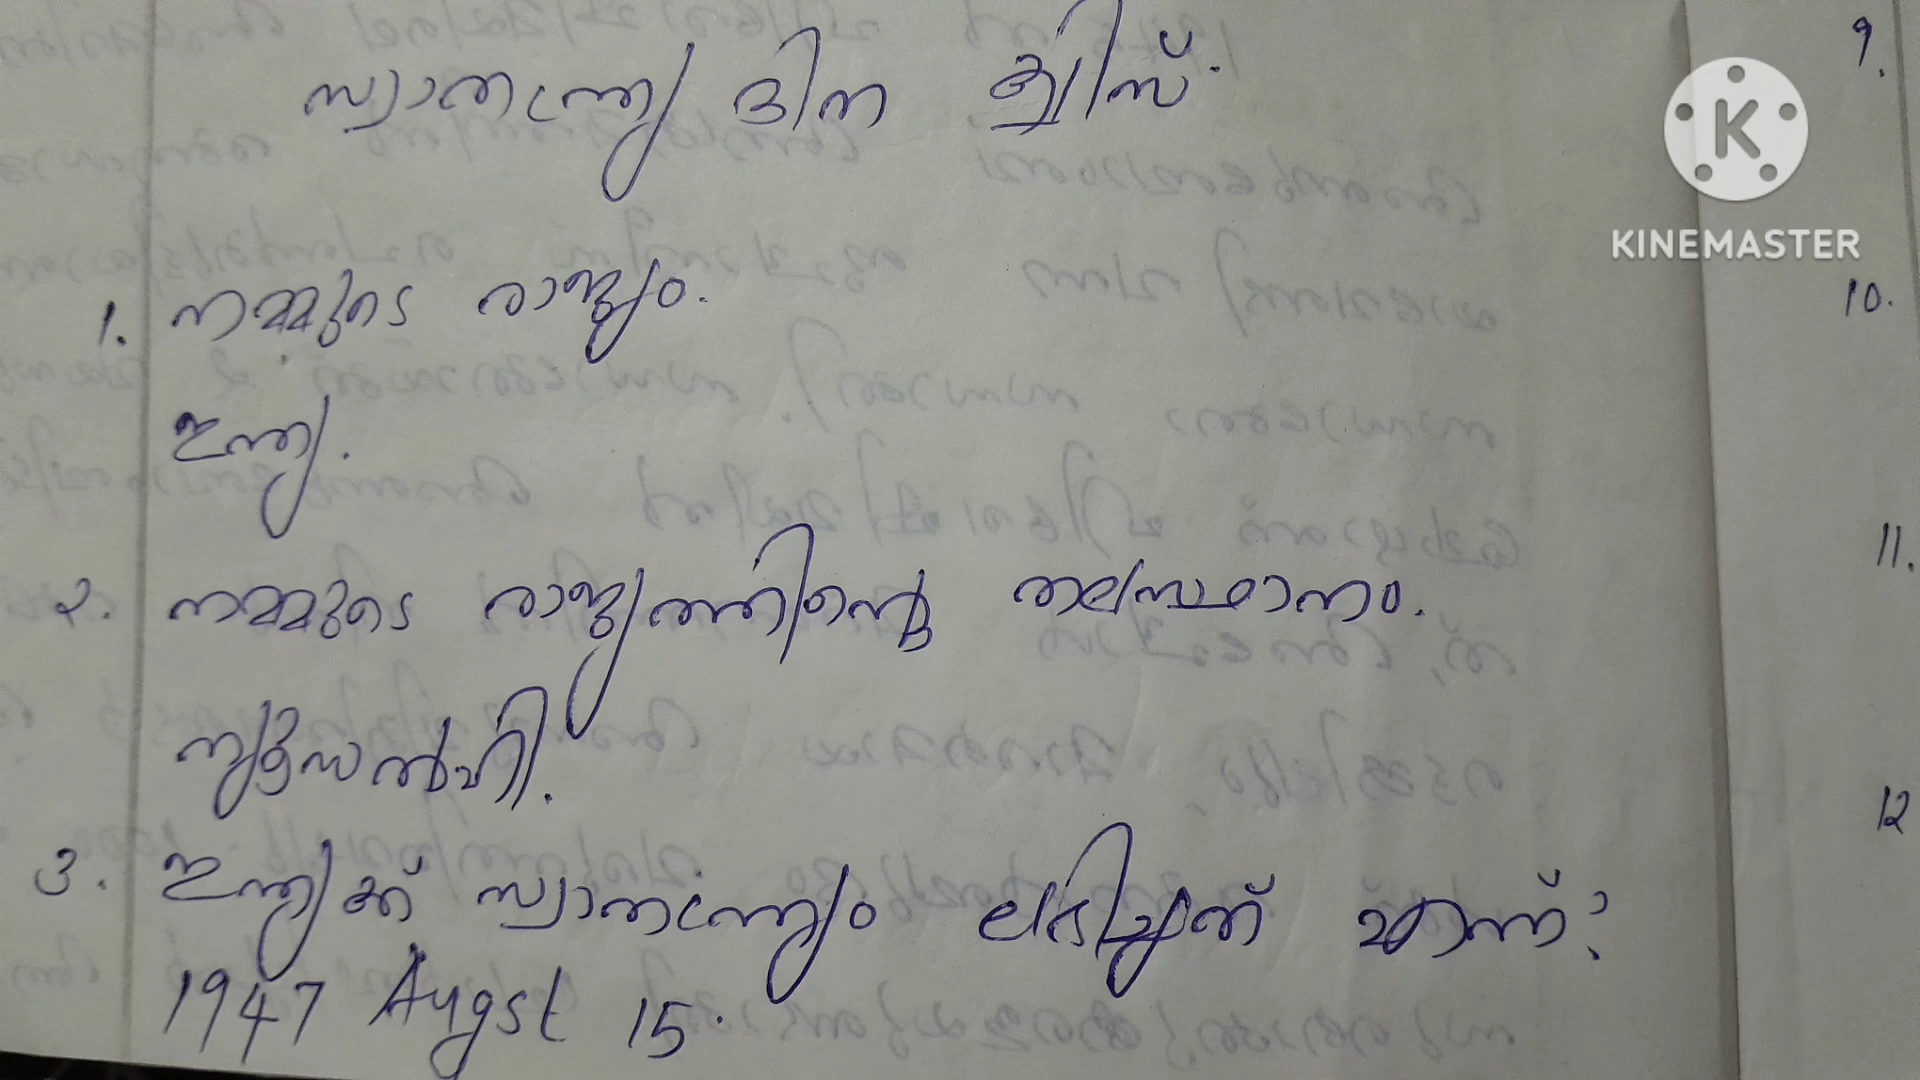 സ്വാതന്ത്ര്യ ദിന ക്വിസ്.
1. നമ്മുടെ രാജ്യം.
ഇന്ത്യ.
2. നമ്മുടെ രാജ്യത്തിന്റെ തലസ്ഥാനം.
ന്യൂഡൽഹി.
3. ഇന്ത്യക്ക് സ്വാതന്ത്ര്യം ലഭിച്ചത് എന്ന്?
1947 Augst 15.
9.
10.
11.
12
K
KINEMASTER